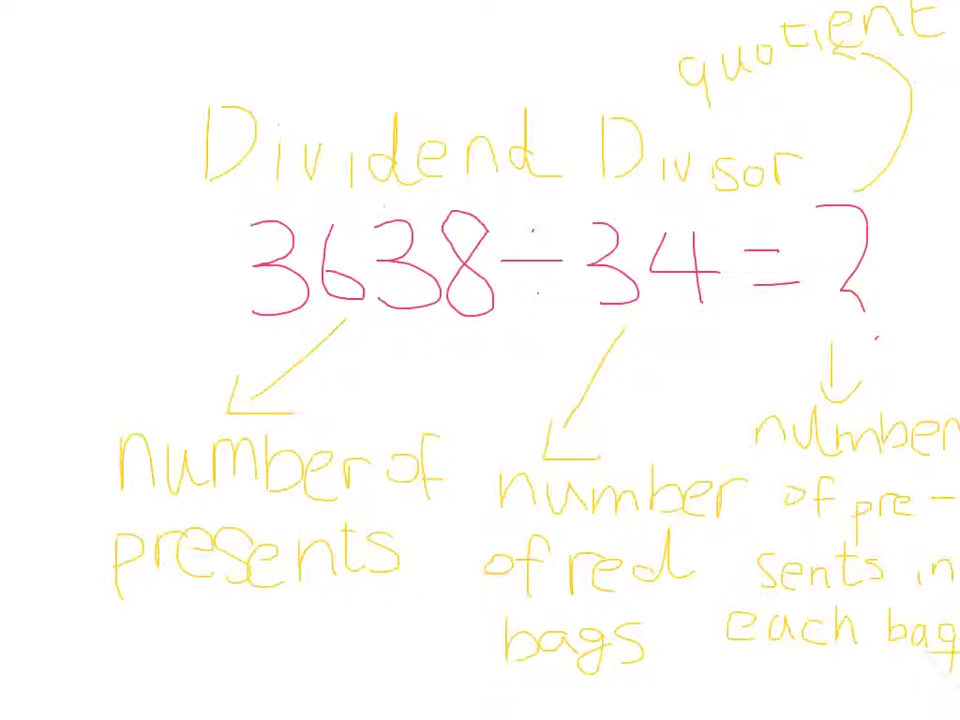 quotient
Dividend Divisor
3638÷34=?
number of
presents
number
of red
bags
number
of pre-
sents in
each bag